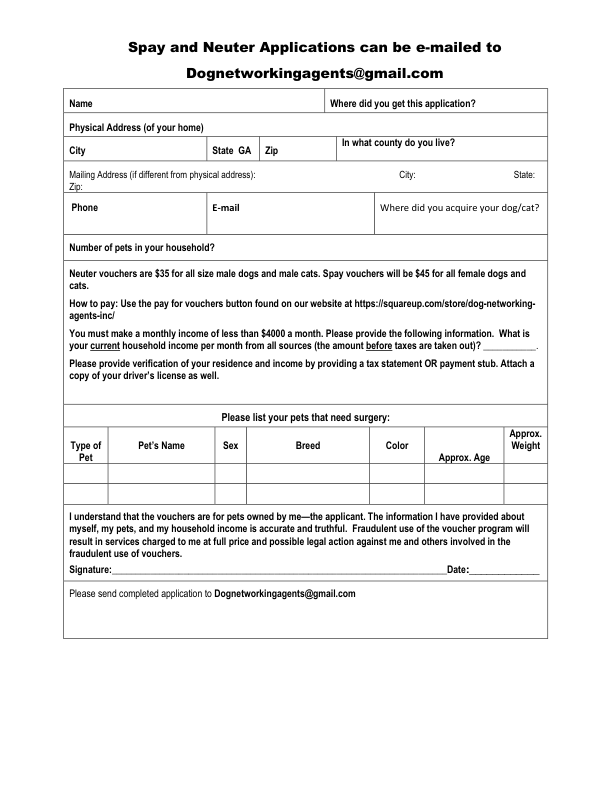 Spay and Neuter Applications can be e-mailed to
Dognetworkingagents@gmail.com
Name
Where did you get this application?
Physical Address (of your home)
City
State GA
Zip
In what county do you live?
Mailing Address (if different from physical address): City: State:
Zip:
Phone
E-mail
Where did you acquire your dog/cat?
Number of pets in your household?
Neuter vouchers are $35 for all size male dogs and male cats. Spay vouchers will be $45 for all female dogs and
cats.
How to pay: Use the pay for vouchers button found on our website at https://squareup.com/store/dog-networking-
agents-inc/
You must make a monthly income of less than $4000 a month. Please provide the following information. What is
your current household income per month from all sources (the amount before taxes are taken out)? ___________.
Please provide verification of your residence and income by providing a tax statement OR payment stub. Attach a
copy of your driver's license as well.
Please list your pets that need surgery:
Type of
Pet
Pet's Name
Sex
Breed
Color
Approx. Age
Approx.
Weight
I understand that the vouchers are for pets owned by me—the applicant. The information I have provided about
myself, my pets, and my household income is accurate and truthful. Fraudulent use of the voucher program will
result in services charged to me at full price and possible legal action against me and others involved in the
fraudulent use of vouchers.
Signature:______________________________________________________________________Date:_______________
Please send completed application to Dognetworkingagents@gmail.com